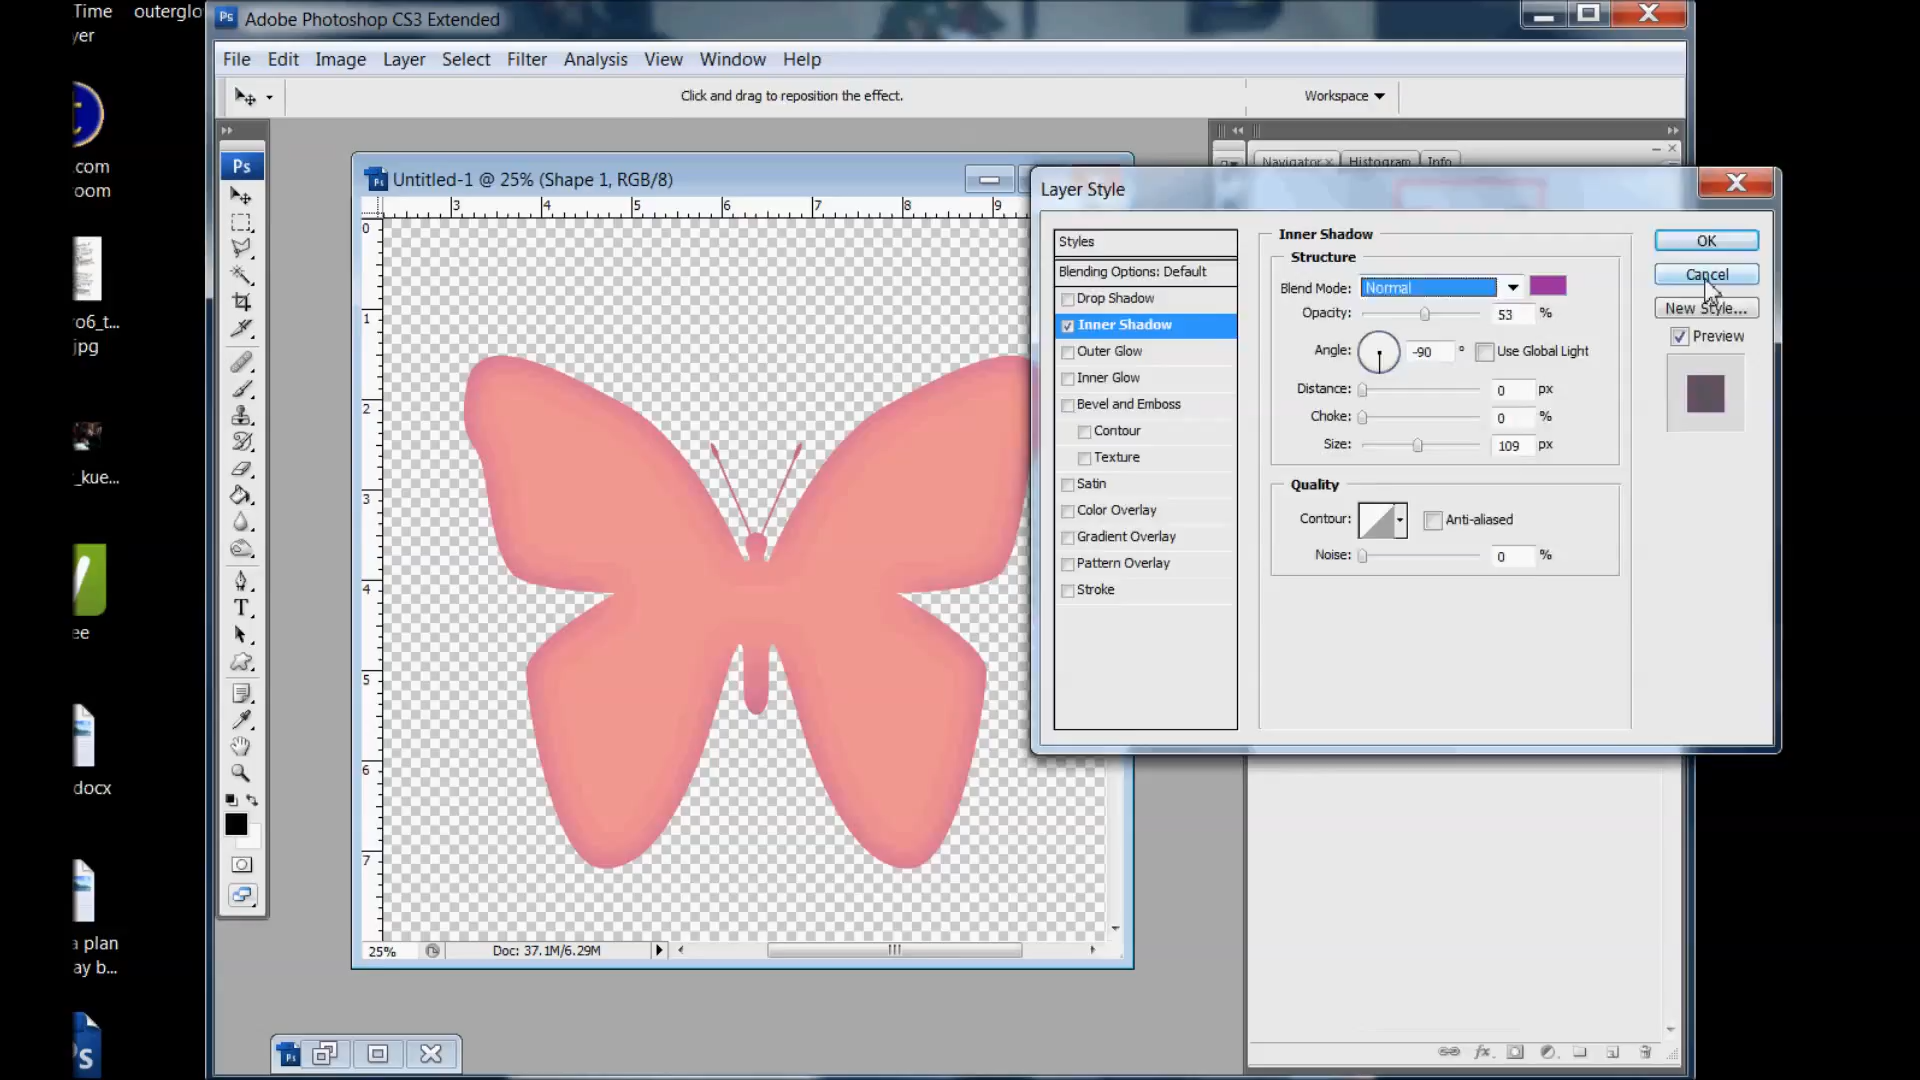 Time
outerglo
yer
Ps Adobe Photoshop CS3 Extended
File Edit Image Layer Select Filter Analysis View Window Help
Click and drag to reposition the effect.
Workspace
.com
oom
Ps
Untitled-1 @ 25% (Shape 1, RGB/8)
Navigator × Histogram Info
3 4 5 6 7 8 9
0
1
2
3
4
5
6
7
Layer Style
Styles
Blending Options: Default
Drop Shadow
Inner Shadow
Outer Glow
Inner Glow
Bevel and Emboss
Contour
Texture
Satin
Color Overlay
Gradient Overlay
Pattern Overlay
Stroke
Inner Shadow
Structure
Blend Mode: Normal
Opacity: 53 %
Angle: -90 ° Use Global Light
Distance: 0 px
Choke: 0 %
Size: 109 px
Quality
Contour: Anti-aliased
Noise: 0 %
OK
Cancel
New Style...
Preview
ro6_t...
.jpg
_kue...
ee
T
docx
a plan
ay b...
25% Doc: 37.1M/6.29M
fx.